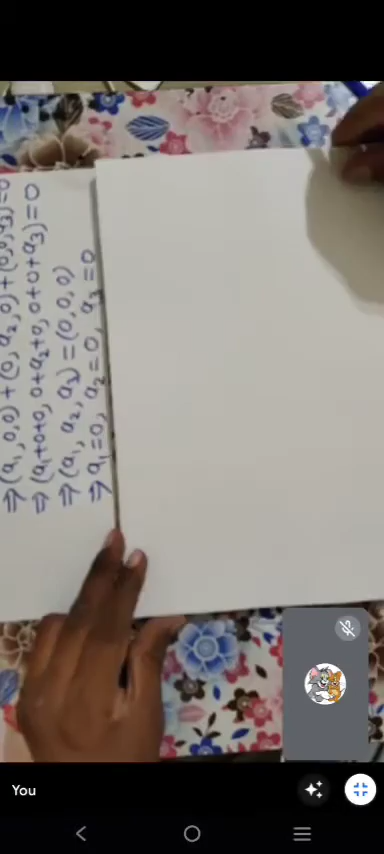 ⇒ (a₁, 0, 0) + (0, a₂, 0) + (0, 0, a₃) = 0
⇒ (a₁+0+0, 0+a₂+0, 0+0+a₃) = 0
⇒ (a₁, a₂, a₃) = (0, 0, 0)
⇒ a₁ = 0, a₂ = 0, a₃ = 0
You